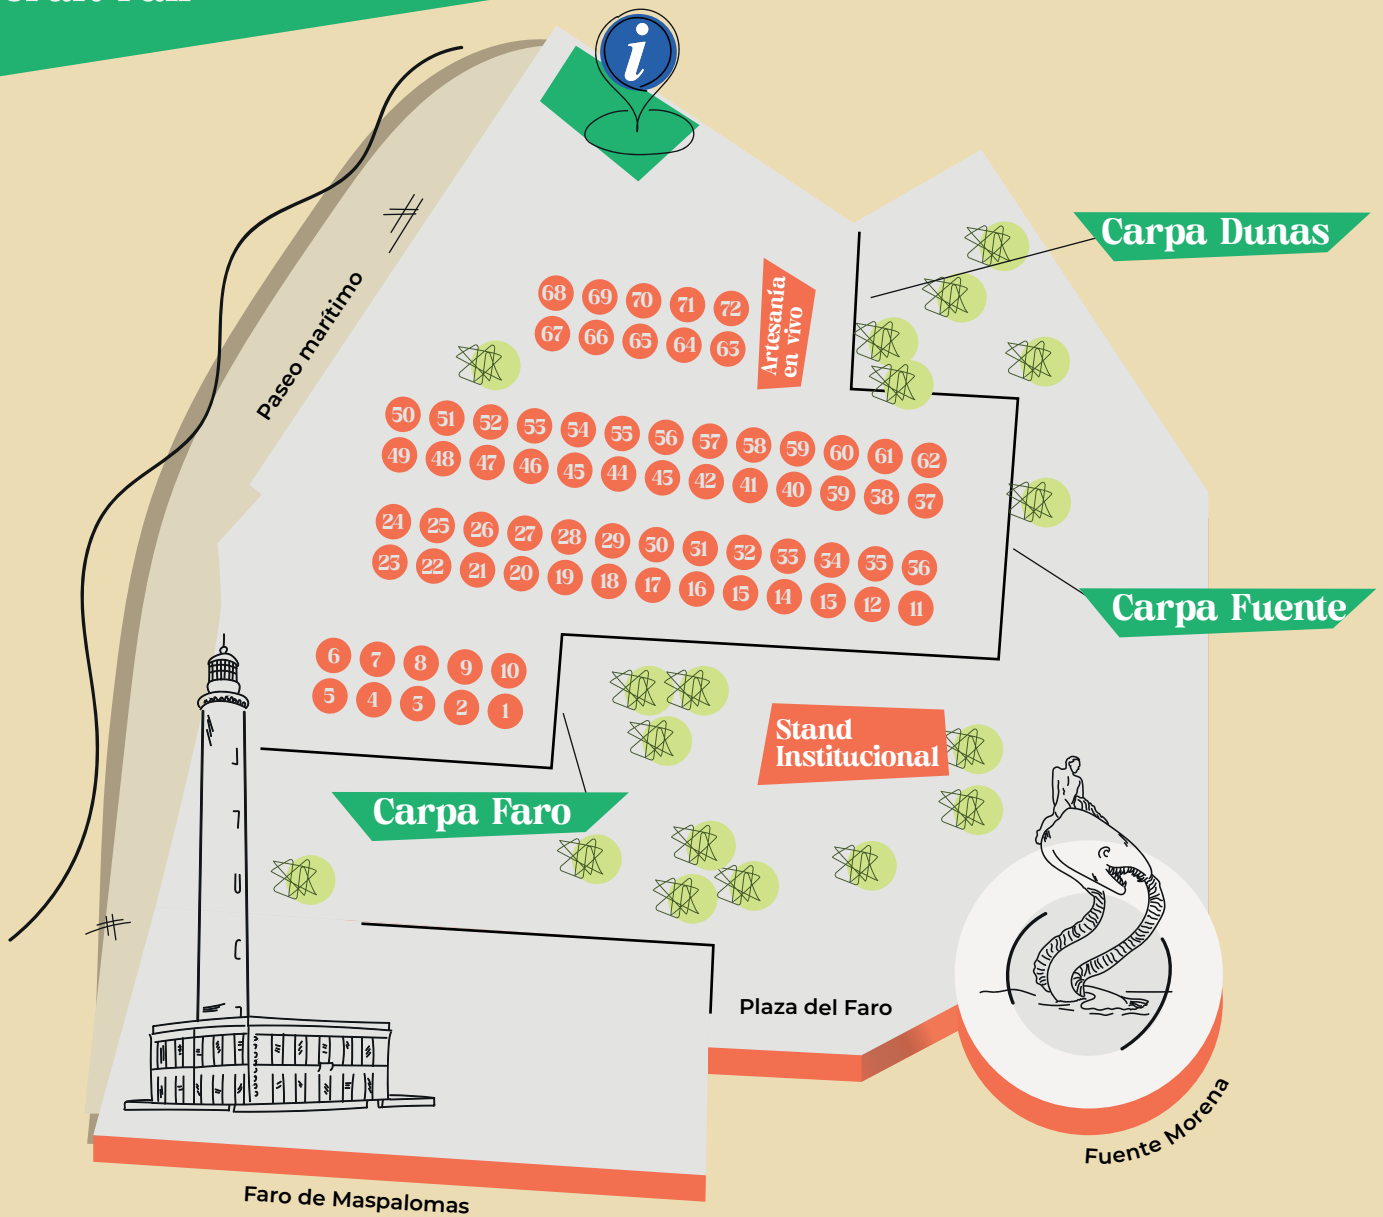 i
Carpa Dunas
Paseo marítimo
68 69 70 71 72
67 66 65 64 63
Artesanía
en vivo
50 51 52 53 54 55 56 57 58 59 60 61 62
49 48 47 46 45 44 43 42 41 40 39 38 37
24 25 26 27 28 29 30 31 32 33 34 35 36
23 22 21 20 19 18 17 16 15 14 13 12 11
Carpa Fuente
6 7 8 9 10
5 4 3 2 1
Stand
Institucional
Carpa Faro
Plaza del Faro
Fuente Morena
Faro de Maspalomas